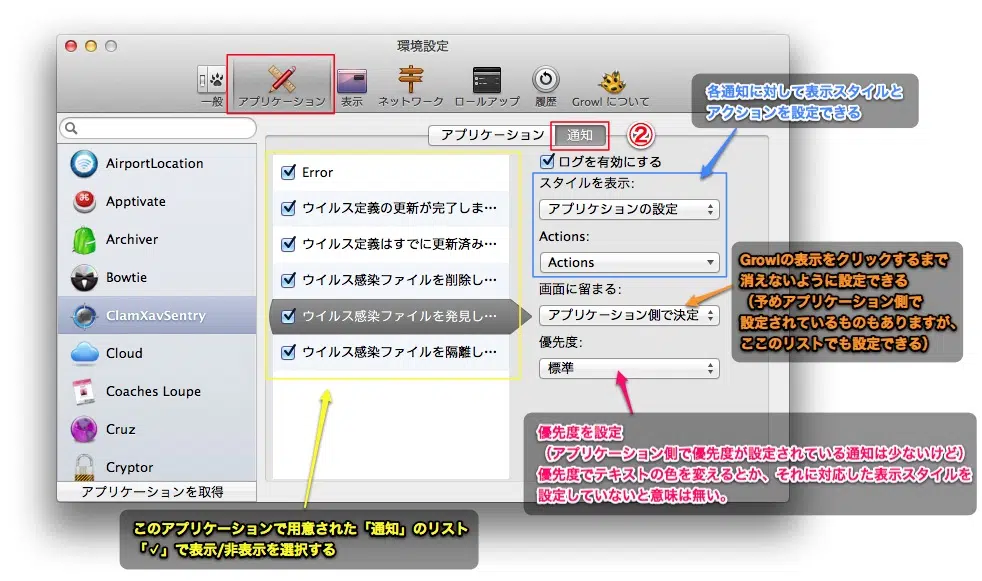 環境設定
一般
アプリケーション
表示
ネットワーク
ロールアップ
履歴
Growl について
各通知に対して表示スタイルと
アクションを設定できる
アプリケーション
通知
②
AirportLocation
Apptivate
Archiver
Bowtie
ClamXavSentry
Cloud
Coaches Loupe
Cruz
Cryptor
アプリケーションを取得
Error
ウイルス定義の更新が完了しま…
ウイルス定義はすでに更新済み…
ウイルス感染ファイルを削除し…
ウイルス感染ファイルを発見し…
ウイルス感染ファイルを隔離し…
ログを有効にする
スタイルを表示:
アプリケションの設定
Actions:
Actions
画面に留まる:
アプリケーション側で決定
優先度:
標準
Growlの表示をクリックするまで
消えないように設定できる
（予めアプリケーション側で
設定されているものもありますが、
ここのリストでも設定できる）
優先度を設定
（アプリケーション側で優先度が設定されている通知は少ないけど）
優先度でテキストの色を変えるとか、それに対応した表示スタイルを
設定していないと意味は無い。
このアプリケーションで用意された「通知」のリスト
「✓」で表示/非表示を選択する